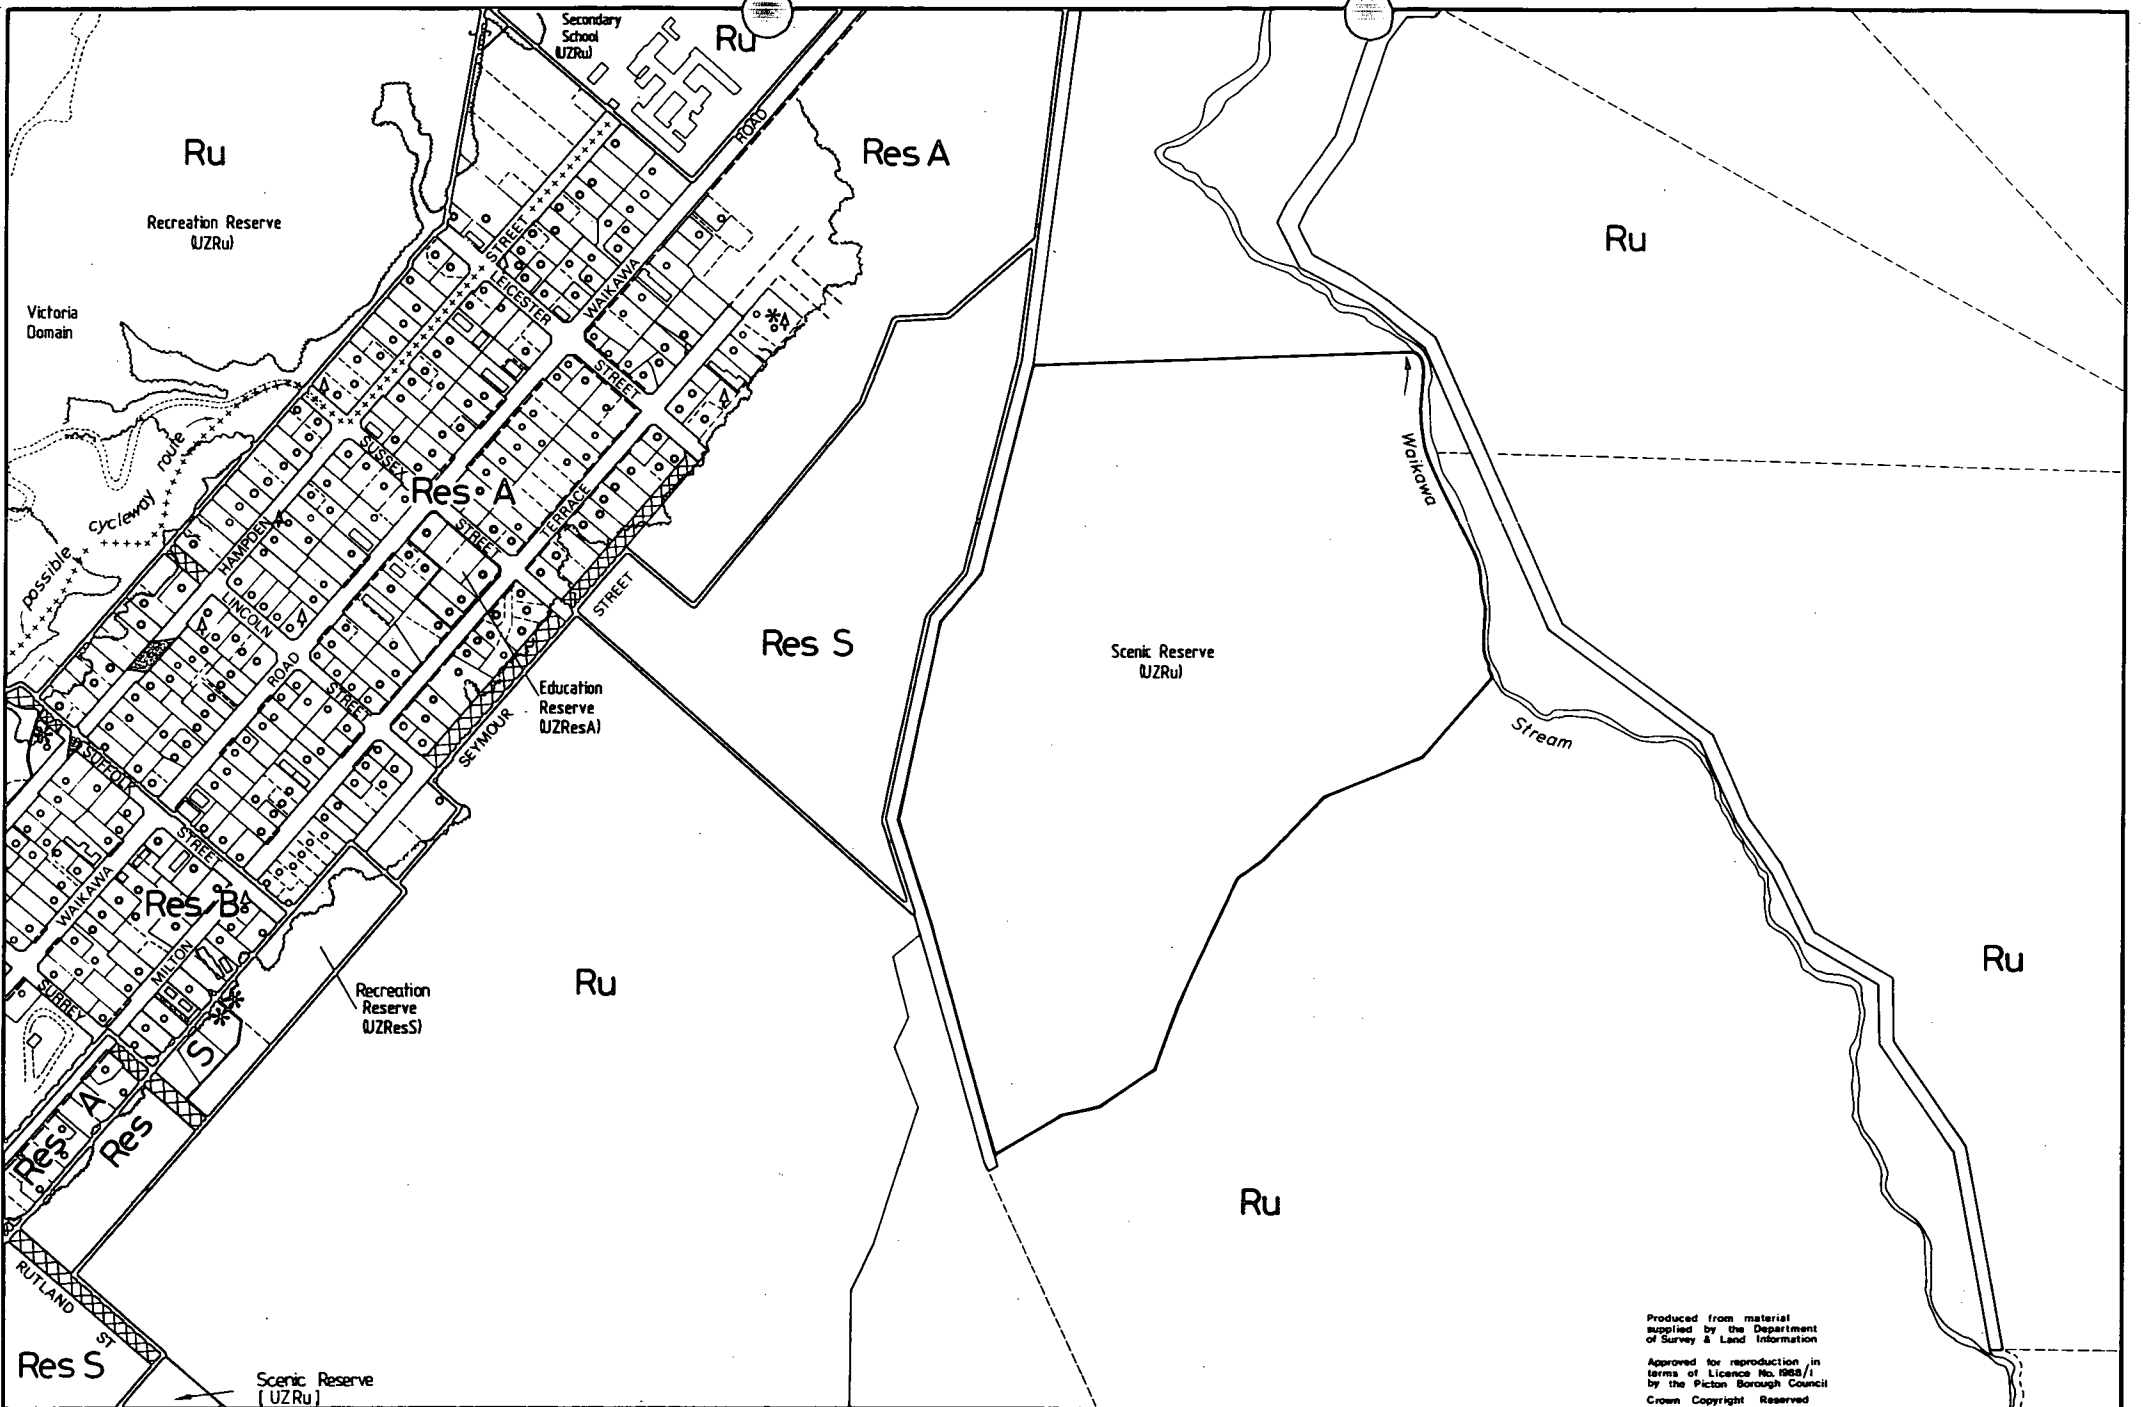 Secondary
School
(UZRu)
Ru
ROAD
Ru
Res A
Recreation Reserve
(UZRu)
Ru
Victoria
Domain
STREET
LEICESTER
WAIKAWA
STREET
possible cycleway route
SUSSEX
Res A
STREET
TERRACE
HAMPDEN
LINCOLN
ROAD
STREET
STREET
SEYMOUR
Education
Reserve
(UZResA)
Res S
Scenic Reserve
(UZRu)
Waikawa
Stream
SUFFOLK
STREET
WAIKAWA
Res B
MILTON
SURREY
Recreation
Reserve
(UZResS)
Ru
Ru
Res A
Res S
Ru
RUTLAND
ST
Res S
Scenic Reserve
(UZRu)
Produced from material
supplied by the Department
of Survey & Land Information
Approved for reproduction in
terms of Licence No. 1988/1
by the Picton Borough Council
Crown Copyright Reserved